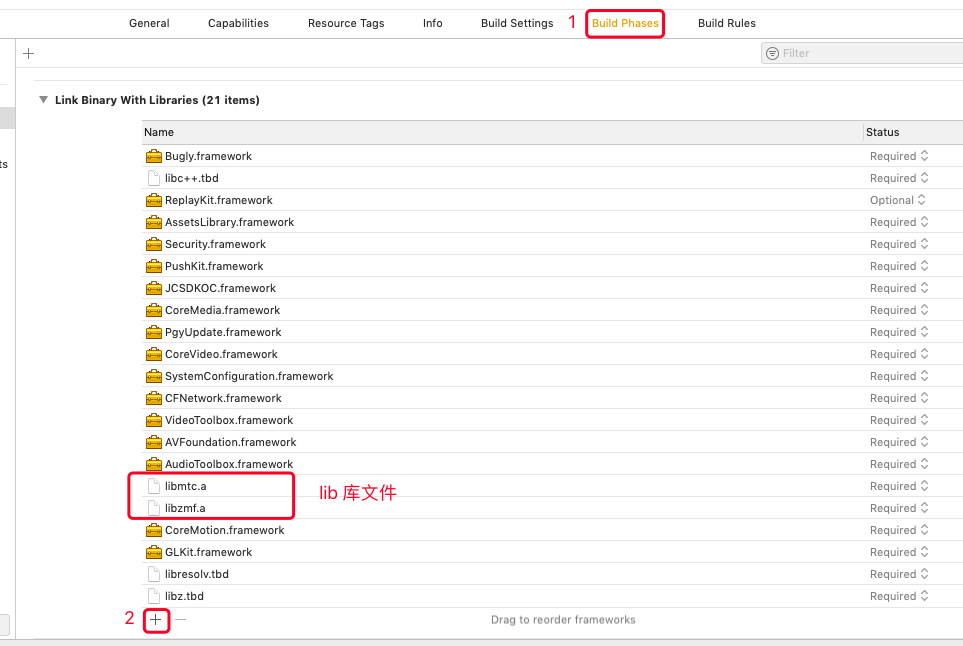 General Capabilities Resource Tags Info Build Settings 1 Build Phases Build Rules
Filter
Link Binary With Libraries (21 items)
Name Status
Bugly.framework Required
ts
libc++.tbd Required
ReplayKit.framework Optional
AssetsLibrary.framework Required
Security.framework Required
PushKit.framework Required
JCSDKOC.framework Required
CoreMedia.framework Required
PgyUpdate.framework Required
CoreVideo.framework Required
SystemConfiguration.framework Required
CFNetwork.framework Required
VideoToolbox.framework Required
AVFoundation.framework Required
AudioToolbox.framework Required
libmtc.a lib 库文件 Required
libzmf.a Required
CoreMotion.framework Required
GLKit.framework Required
libresolv.tbd Required
libz.tbd Required
2 + — Drag to reorder frameworks